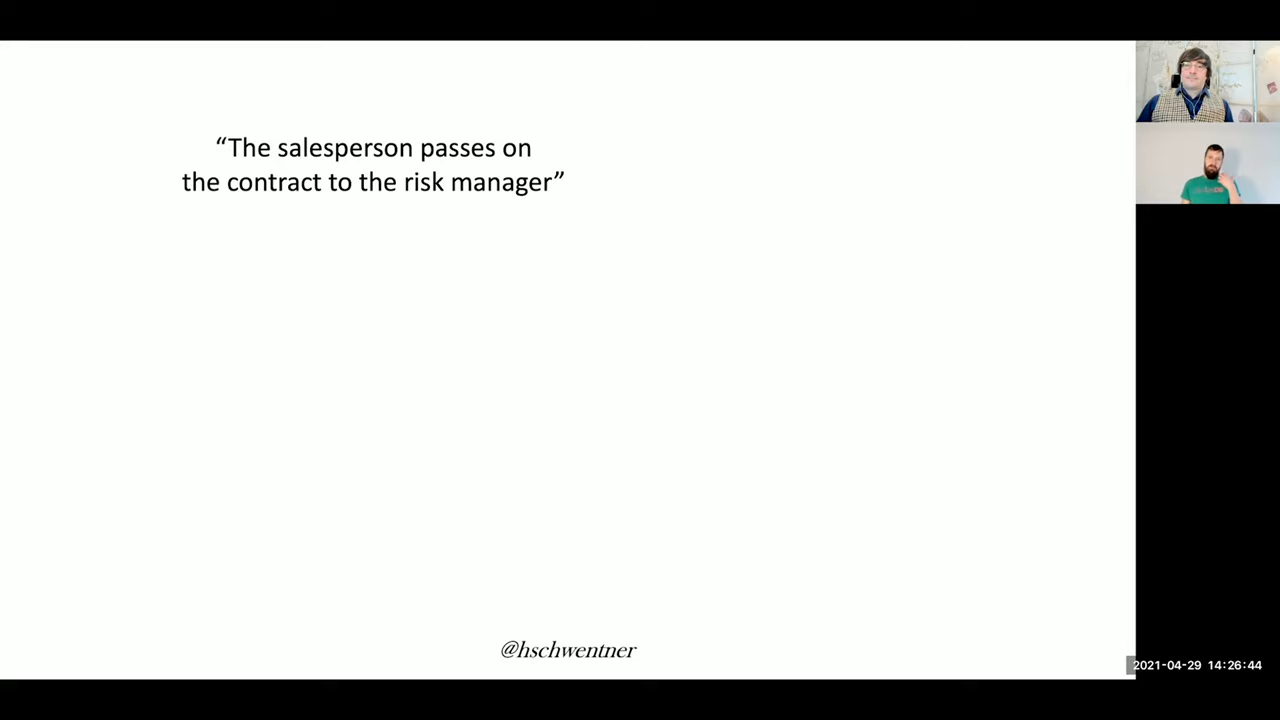 “The salesperson passes on
the contract to the risk manager”
@hschwentner
2021-04-29 14:26:44